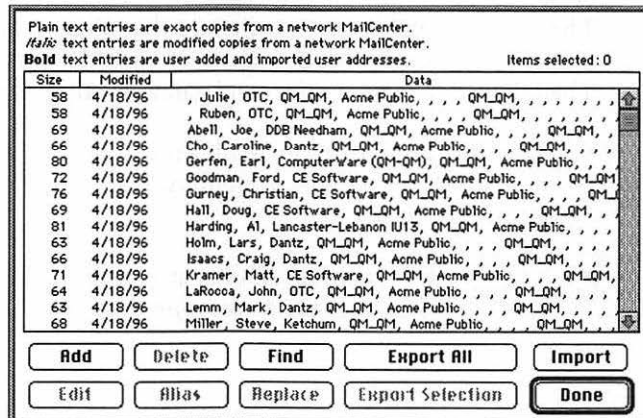 Plain text entries are exact copies from a network MailCenter.
Italic text entries are modified copies from a network MailCenter.
Bold text entries are user added and imported user addresses. Items selected: 0
Size Modified Data
58 4/18/96 , Julie, OTC, QM_QM, Acme Public, , , , QM_QM, , , , , , ,
58 4/18/96 , Ruben, OTC, QM_QM, Acme Public, , , , QM_QM, , , , , , ,
69 4/18/96 Abell, Joe, DDB Needham, QM_QM, Acme Public, , , , QM_QM, ,
66 4/18/96 Cho, Caroline, Dantz, QM_QM, Acme Public, , , , QM_QM, , , ,
80 4/18/96 Gerfen, Earl, ComputerWare (QM-QM), QM_QM, Acme Public, , ,
72 4/18/96 Goodman, Ford, CE Software, QM_QM, Acme Public, , , , QM_QM,
76 4/18/96 Gurney, Christian, CE Software, QM_QM, Acme Public, , , , QM_
69 4/18/96 Hall, Doug, CE Software, QM_QM, Acme Public, , , , QM_QM, , ,
81 4/18/96 Harding, Al, Lancaster-Lebanon IU13, QM_QM, Acme Public, , , ,
63 4/18/96 Holm, Lars, Dantz, QM_QM, Acme Public, , , , QM_QM, , , , ,
66 4/18/96 Isaacs, Craig, Dantz, QM_QM, Acme Public, , , , QM_QM, , , ,
71 4/18/96 Kramer, Matt, CE Software, QM_QM, Acme Public, , , , QM_QM,
64 4/18/96 LaRocca, John, OTC, QM_QM, Acme Public, , , , QM_QM, , , , ,
63 4/18/96 Lemm, Mark, Dantz, QM_QM, Acme Public, , , , QM_QM, , , , ,
68 4/18/96 Miller, Steve, Ketchum, QM_QM, Acme Public, , , , QM_QM, , ,
Add Delete Find Export All Import
Edit Alias Replace Export Selection Done